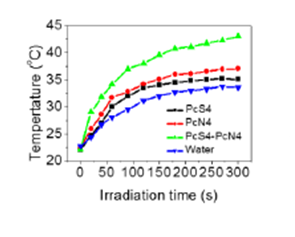 45
40
35
30
25
20
Tempertature (°C)
PcS4
PcN4
PcS4-PcN4
Water
0 50 100 150 200 250 300
Irradiation time (s)